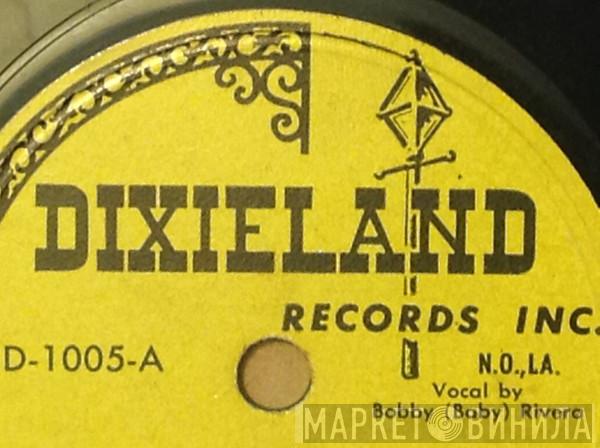 DIXIELAND
RECORDS INC.
D-1005-A
N.O., LA.
Vocal by
Bobby (Baby) Rivera
МАРКЕТ ВИНИЛА